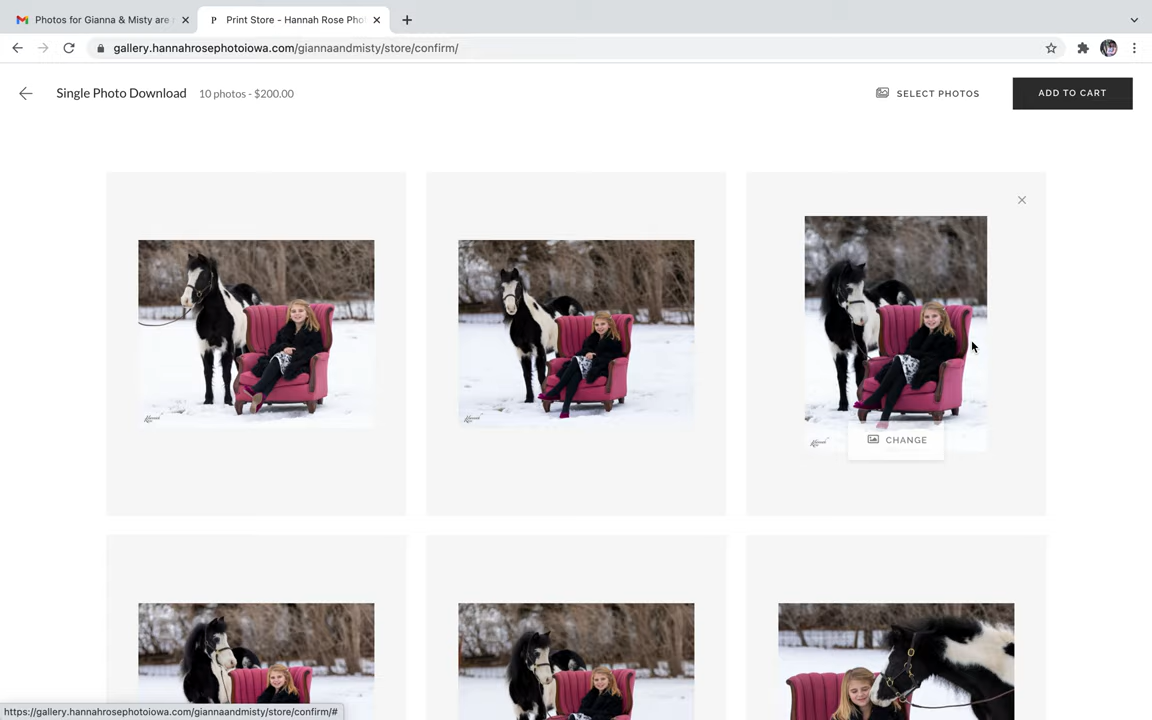 Photos for Gianna & Misty are
Print Store - Hannah Rose Pho
gallery.hannahrosephotoiowa.com/giannaandmisty/store/confirm/
Single Photo Download
10 photos - $200.00
SELECT PHOTOS
ADD TO CART
CHANGE
https://gallery.hannahrosephotoiowa.com/giannaandmisty/store/confirm/#